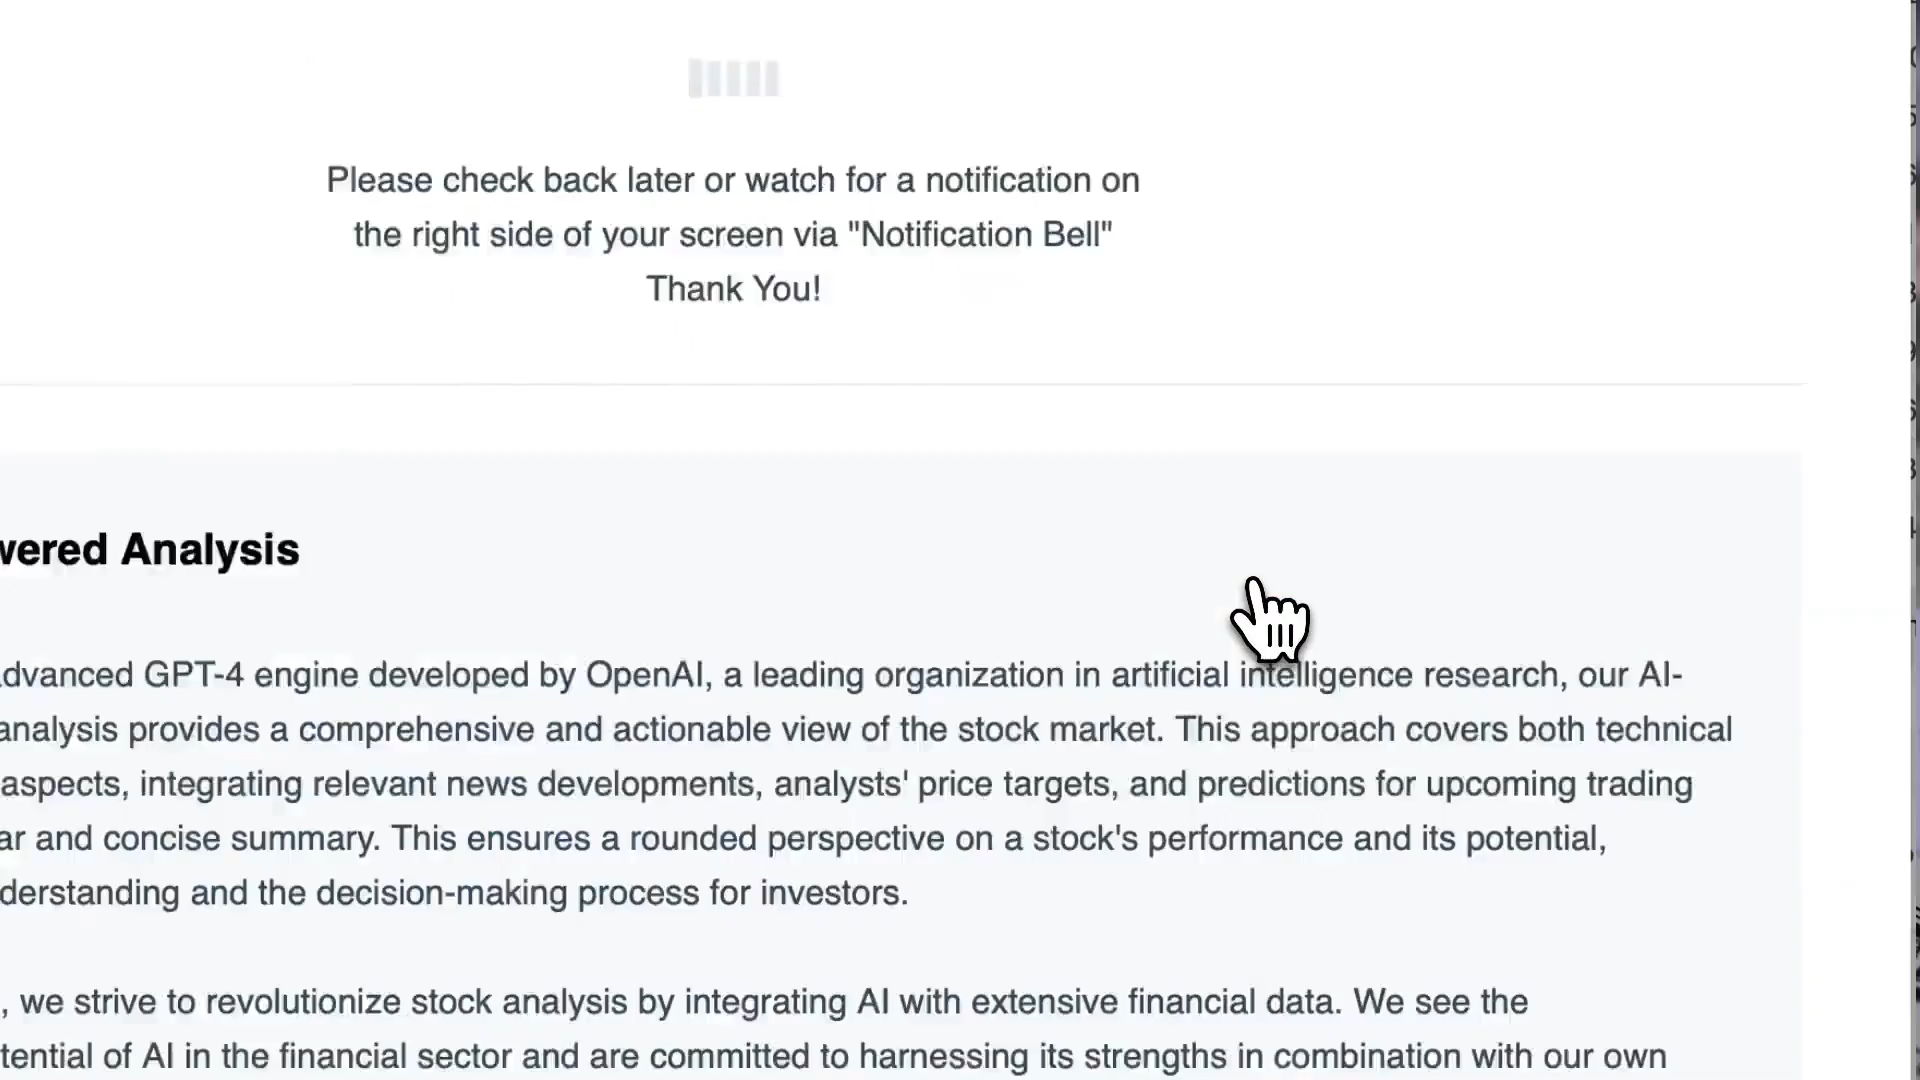 Please check back later or watch for a notification on
the right side of your screen via "Notification Bell"
Thank You!
Analysis
GPT-4 engine developed by OpenAI, a leading organization in artificial intelligence research, our AI-
analysis provides a comprehensive and actionable view of the stock market. This approach covers both technical
aspects, integrating relevant news developments, analysts' price targets, and predictions for upcoming trading
and concise summary. This ensures a rounded perspective on a stock's performance and its potential,
and the decision-making process for investors.
, we strive to revolutionize stock analysis by integrating AI with extensive financial data. We see the
of AI in the financial sector and are committed to harnessing its strengths in combination with our own